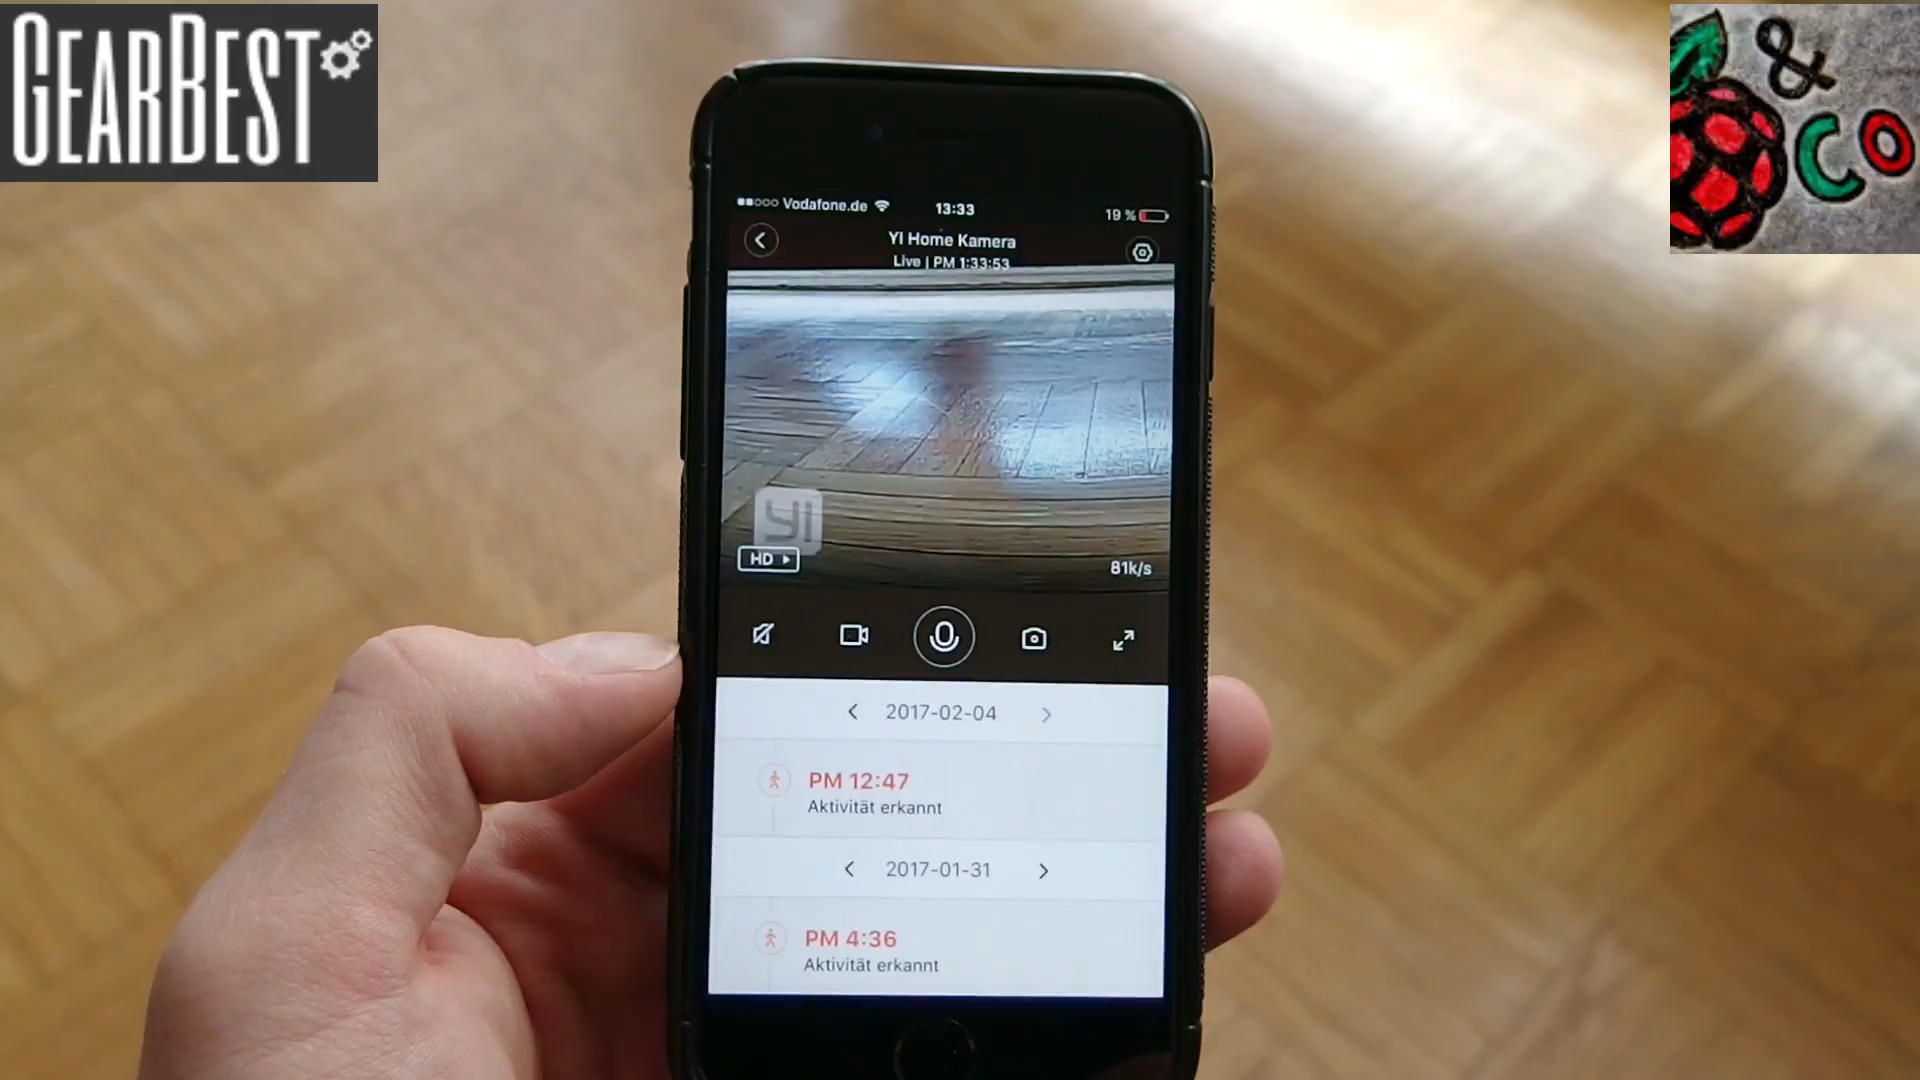 GEARBEST
& CO
Vodafone.de 13:33 19 %
YI Home Kamera
Live | PM 1:33:53
YI
HD
81k/s
2017-02-04
PM 12:47
Aktivität erkannt
2017-01-31
PM 4:36
Aktivität erkannt